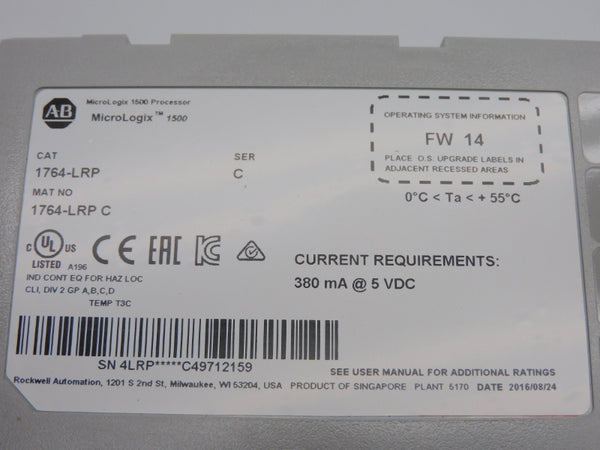 AB
MicroLogix 1500 Processor
MicroLogix™ 1500
OPERATING SYSTEM INFORMATION
FW 14
PLACE O.S. UPGRADE LABELS IN
ADJACENT RECESSED AREAS
CAT
SER
1764-LRP
C
MAT NO
1764-LRP C
0°C < Ta < + 55°C
C UL US
LISTED A196
CE EAC
IND CONT EQ FOR HAZ LOC
CLI, DIV 2 GP A,B,C,D
TEMP T3C
CURRENT REQUIREMENTS:
380 mA @ 5 VDC
SN 4LRP*****C49712159
SEE USER MANUAL FOR ADDITIONAL RATINGS
Rockwell Automation, 1201 S 2nd St, Milwaukee, WI 53204, USA PRODUCT OF SINGAPORE PLANT 5170 DATE 2016/08/24